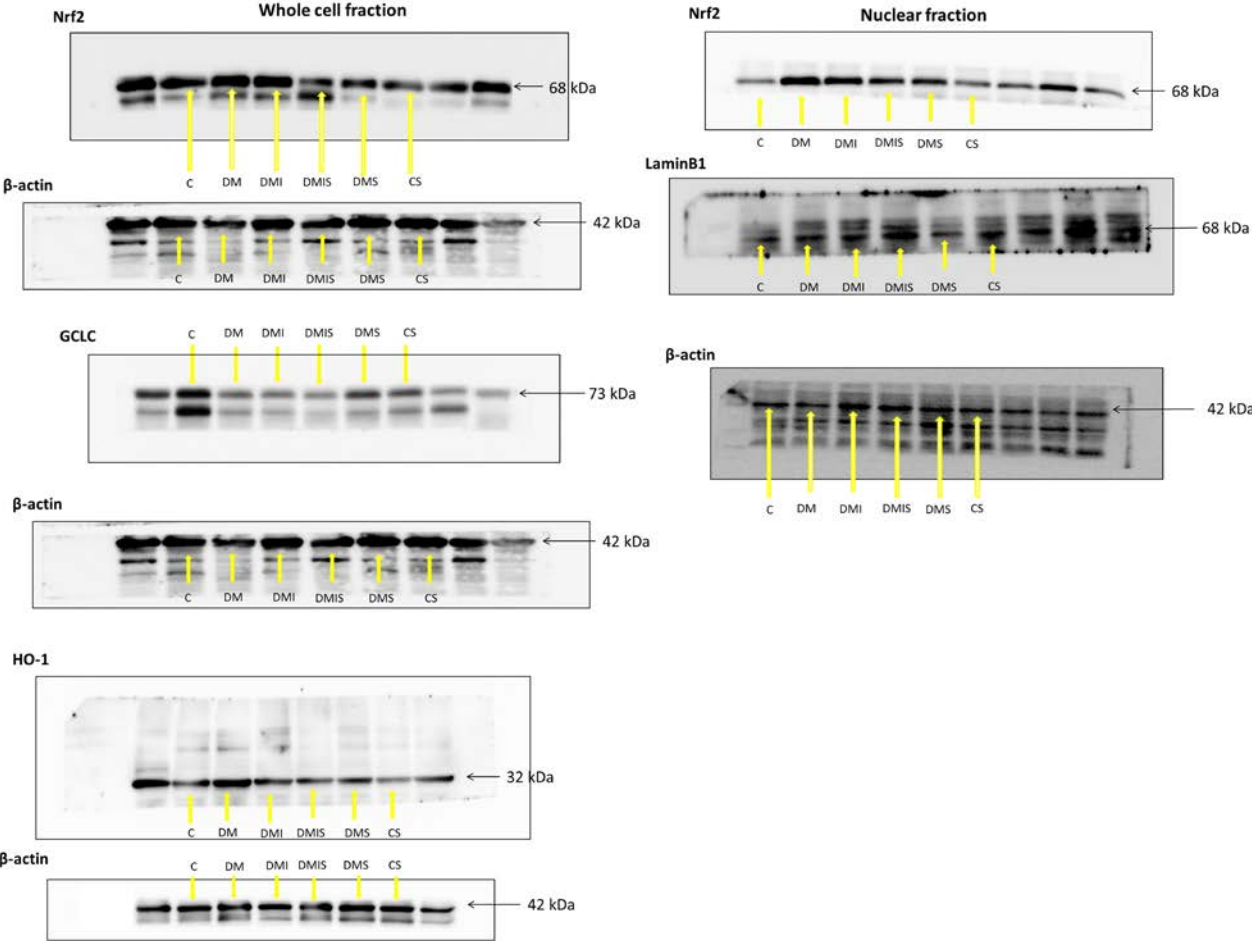 Whole cell fraction
Nrf2
68 kDa
C DM DMI DMIS DMS CS
β-actin
42 kDa
C DM DMI DMIS DMS CS
GCLC
C DM DMI DMIS DMS CS
73 kDa
β-actin
42 kDa
C DM DMI DMIS DMS CS
HO-1
32 kDa
C DM DMI DMIS DMS CS
β-actin
C DM DMI DMIS DMS CS
42 kDa
Nuclear fraction
Nrf2
68 kDa
C DM DMI DMIS DMS CS
LaminB1
68 kDa
C DM DMI DMIS DMS CS
β-actin
42 kDa
C DM DMI DMIS DMS CS